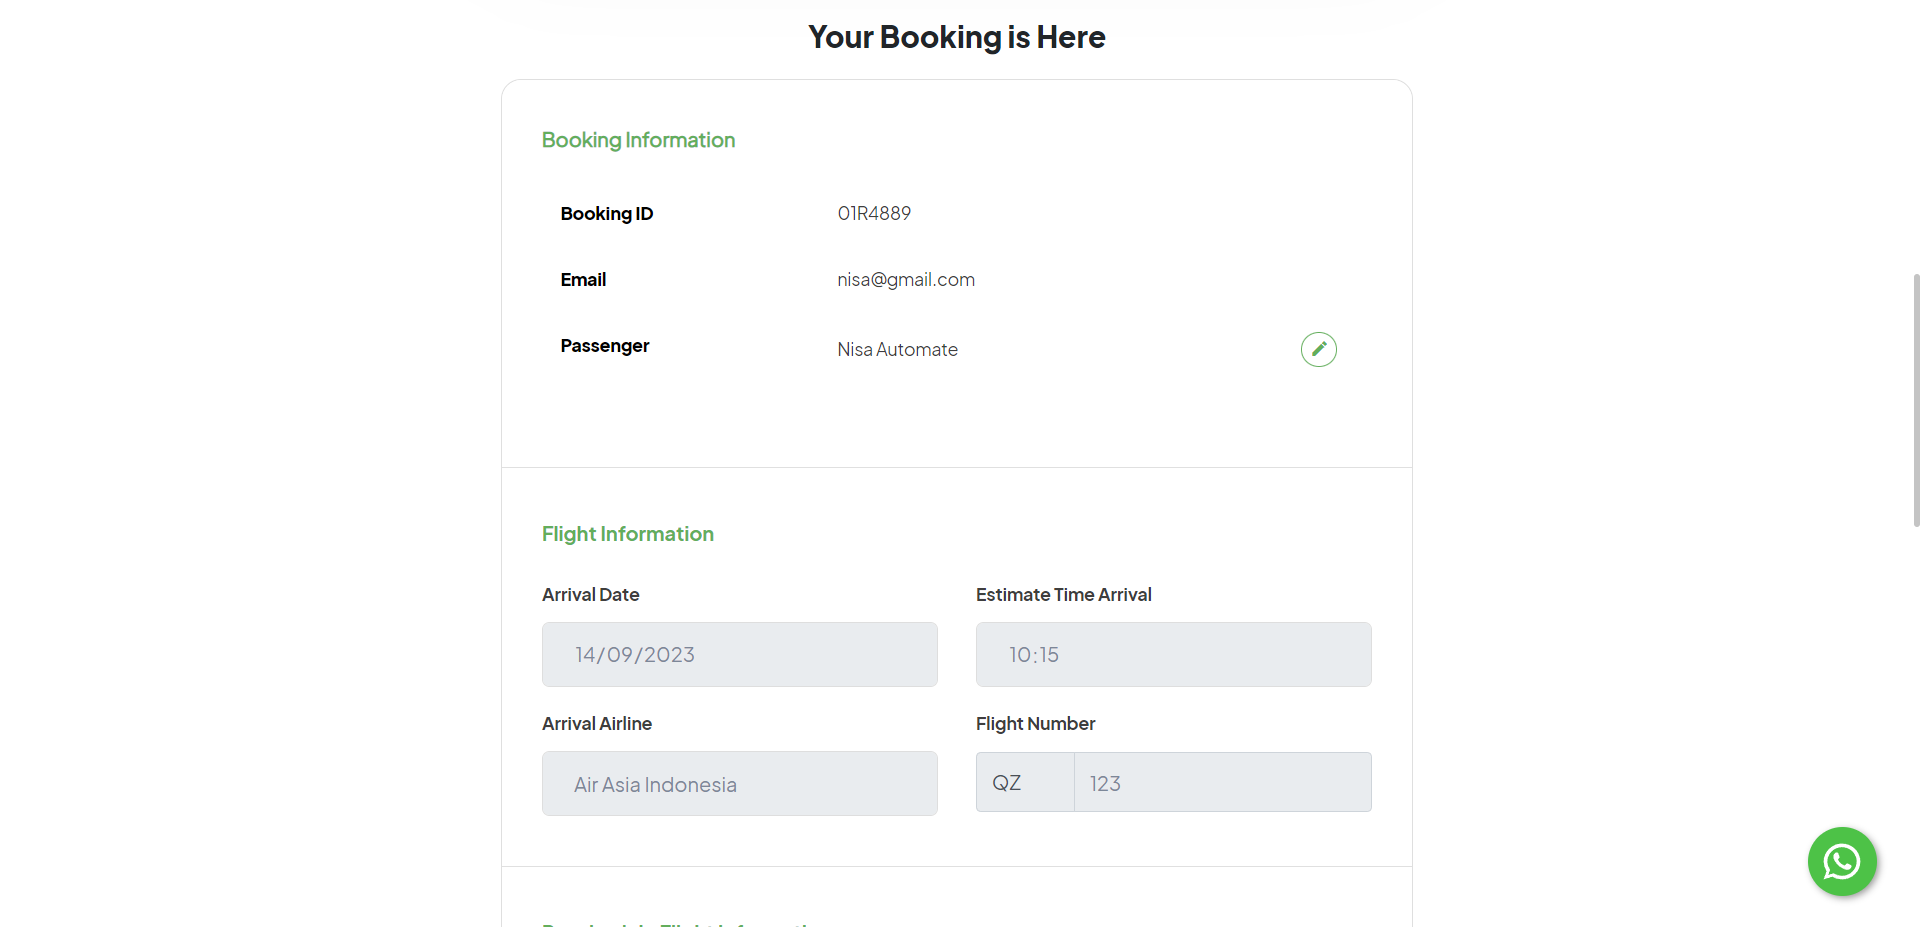 Your Booking is Here
Booking Information
Booking ID 01R4889
Email nisa@gmail.com
Passenger Nisa Automate
Flight Information
Arrival Date Estimate Time Arrival
14/09/2023 10:15
Arrival Airline Flight Number
Air Asia Indonesia QZ 123